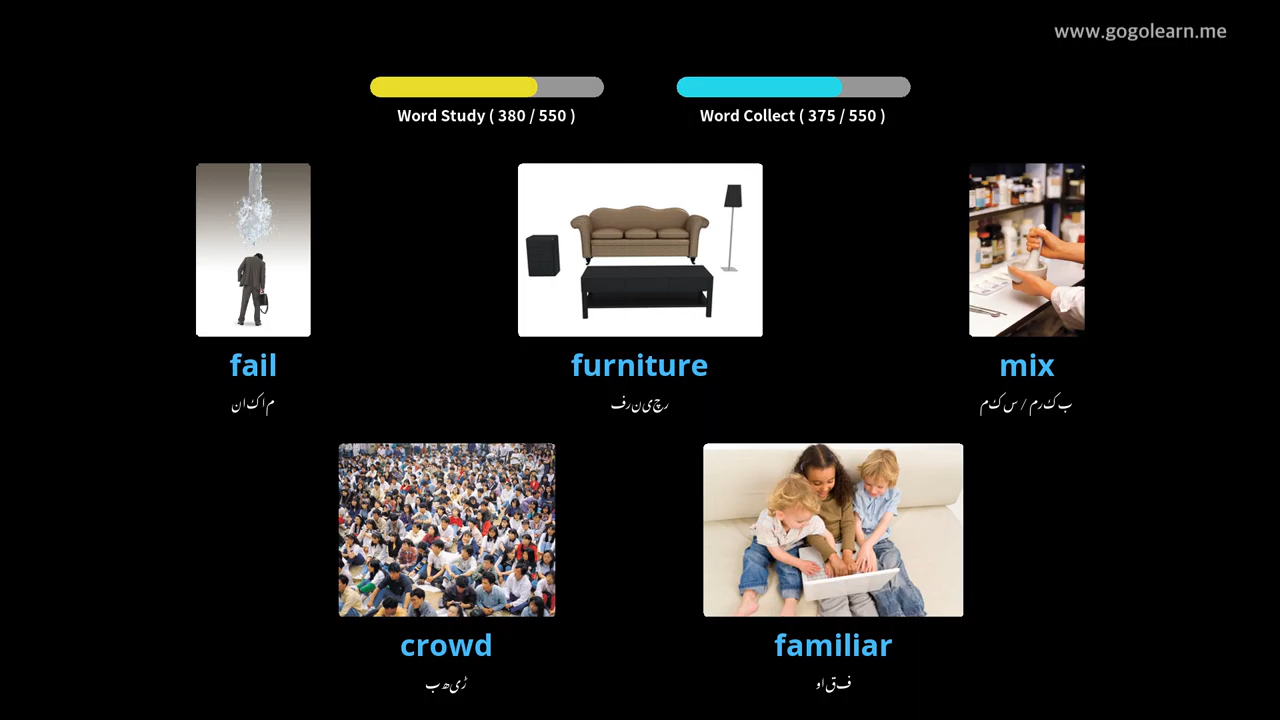 www.gogolearn.me
Word Study ( 380 / 550 )
Word Collect ( 375 / 550 )
fail
furniture
mix
ناکام
فرنیچر
مکس / مرکب
crowd
familiar
بھیڑ
واقف